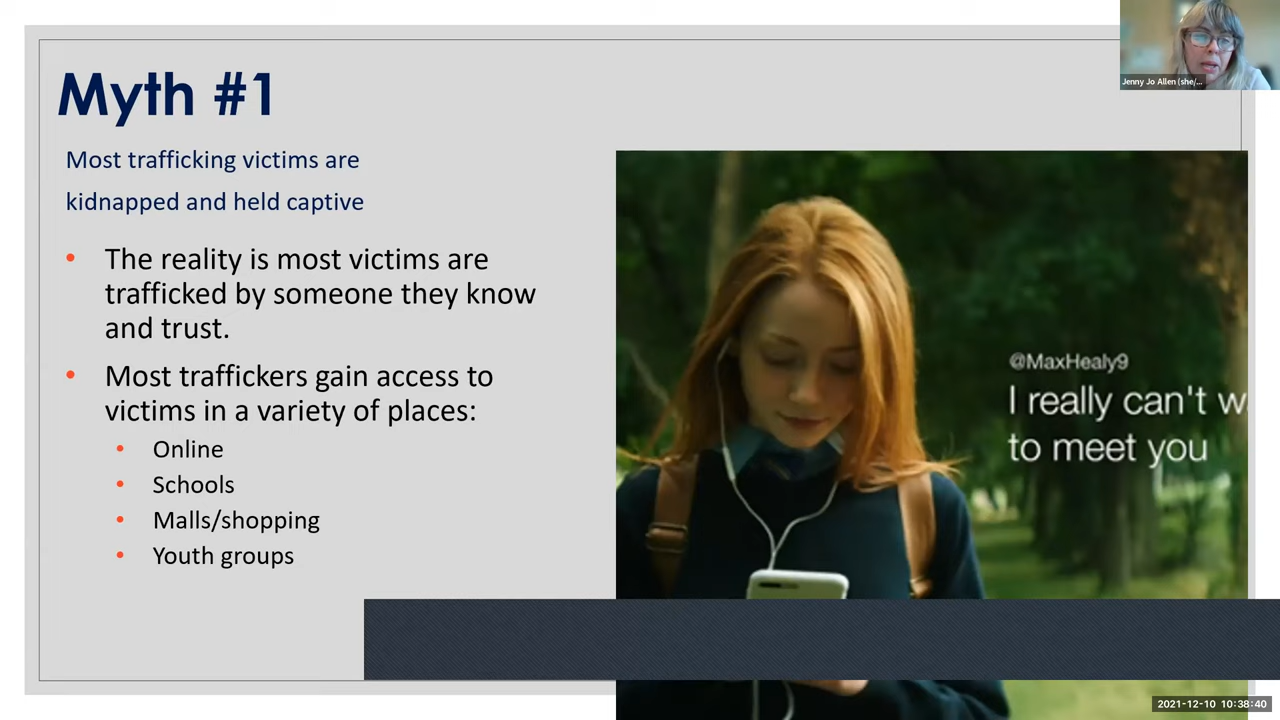 Myth #1
Most trafficking victims are
kidnapped and held captive
• The reality is most victims are
trafficked by someone they know
and trust.
• Most traffickers gain access to
victims in a variety of places:
• Online
• Schools
• Malls/shopping
• Youth groups
@MaxHealy9
I really can't w
to meet you
Jenny Jo Allen (she/...
2021-12-10 10:38:40